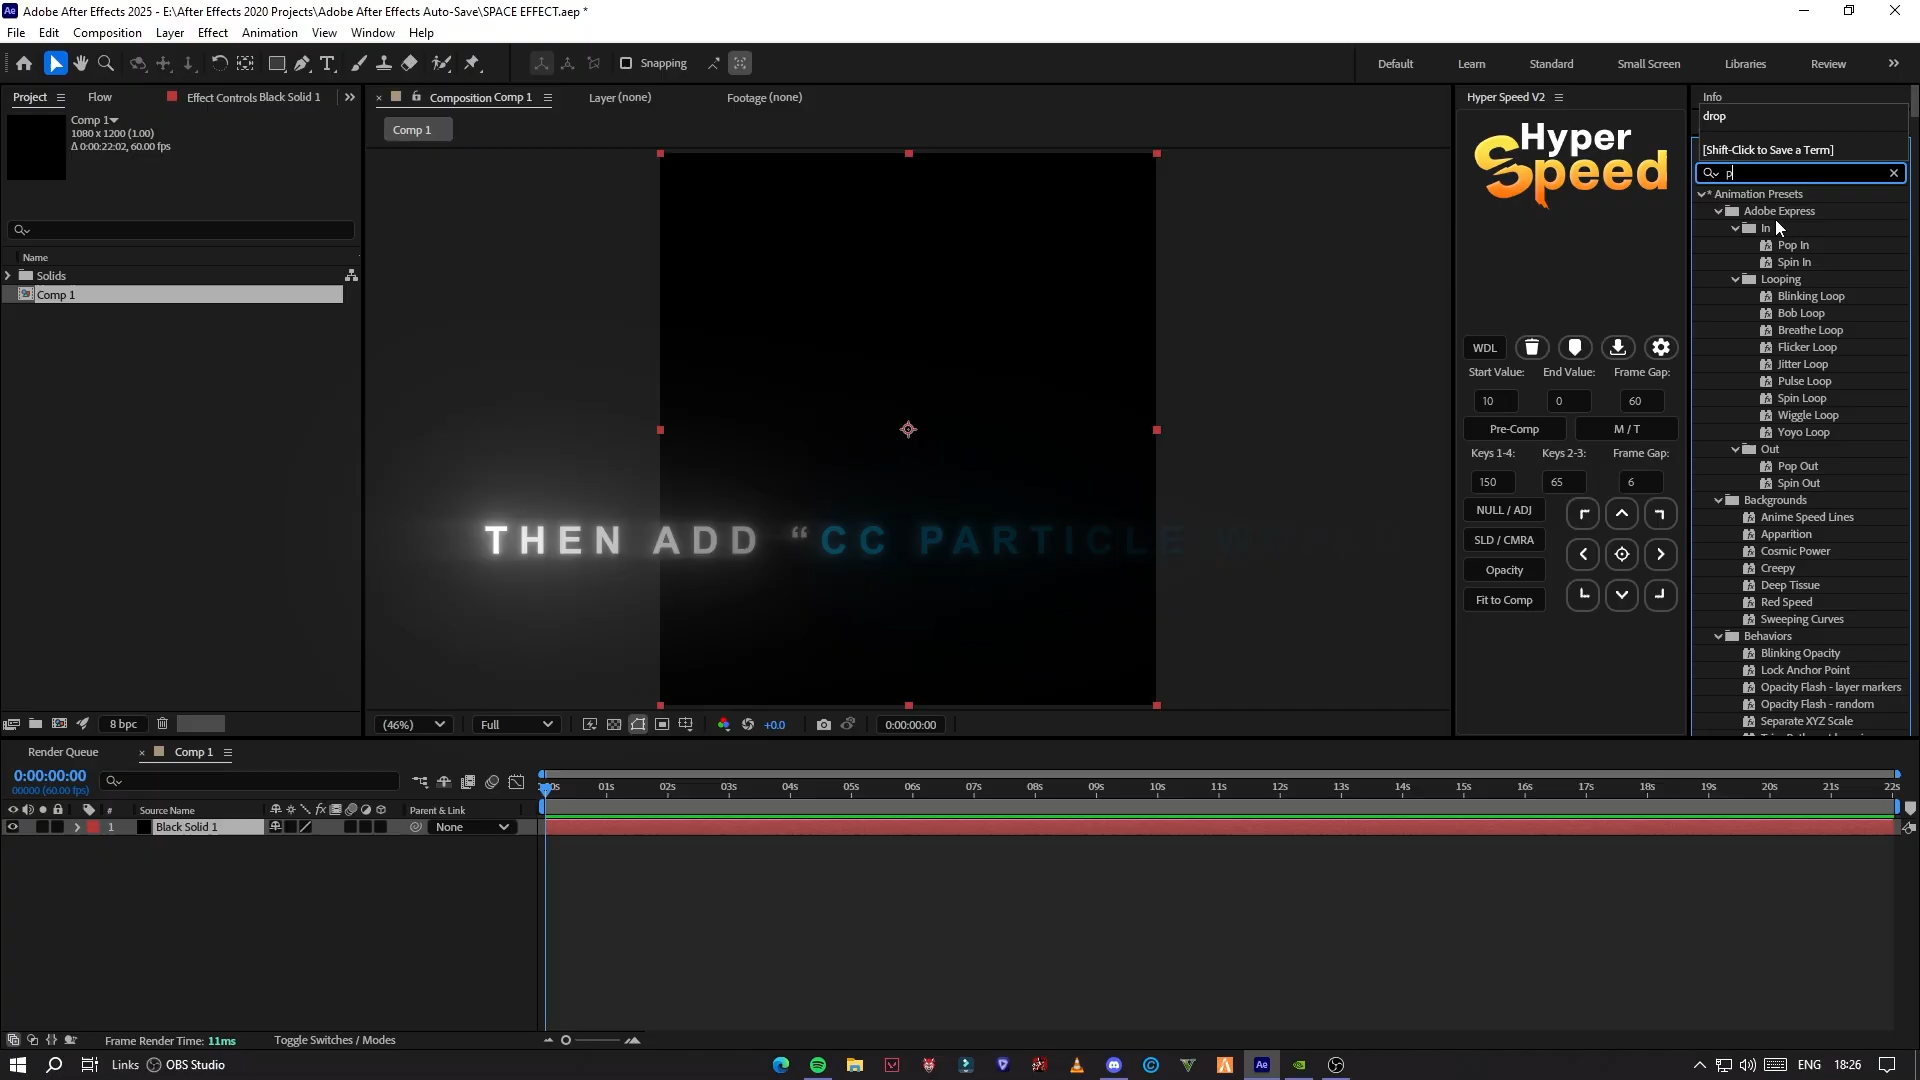 Adobe After Effects 2025 - E:\After Effects 2020 Projects\Adobe After Effects Auto-Save\SPACE EFFECT.aep *
File Edit Composition Layer Effect Animation View Window Help
Snapping
Default Learn Standard Small Screen Libraries Review
Project Flow Effect Controls Black Solid 1
Composition Comp 1 Layer (none) Footage (none)
Comp 1
1080 x 1200 (1.00)
Δ 0:00:22:02, 60.00 fps
Comp 1
Name
Solids
Comp 1
8 bpc
THEN ADD “CC PARTICLE
(46%) Full +0.0 0:00:00:00
Hyper Speed V2
Hyper
Speed
WDL
Start Value: End Value: Frame Gap:
10 0 60
Pre-Comp M / T
Keys 1-4: Keys 2-3: Frame Gap:
150 65 6
NULL / ADJ
SLD / CMRA
Opacity
Fit to Comp
Info
drop
[Shift-Click to Save a Term]
p
* Animation Presets
Adobe Express
In
Pop In
Spin In
Looping
Blinking Loop
Bob Loop
Breathe Loop
Flicker Loop
Jitter Loop
Pulse Loop
Spin Loop
Wiggle Loop
Yoyo Loop
Out
Pop Out
Spin Out
Backgrounds
Anime Speed Lines
Apparition
Cosmic Power
Creepy
Deep Tissue
Red Speed
Sweeping Curves
Behaviors
Blinking Opacity
Lock Anchor Point
Opacity Flash - layer markers
Opacity Flash - random
Separate XYZ Scale
Render Queue Comp 1
0:00:00:00
00000 (60.00 fps)
# Source Name Parent & Link
1 Black Solid 1 None
01s 02s 03s 04s 05s 06s 07s 08s 09s 10s 11s 12s 13s 14s 15s 16s 17s 18s 19s 20s 21s 22s
Frame Render Time: 11ms Toggle Switches / Modes
Links OBS Studio
ENG 18:26